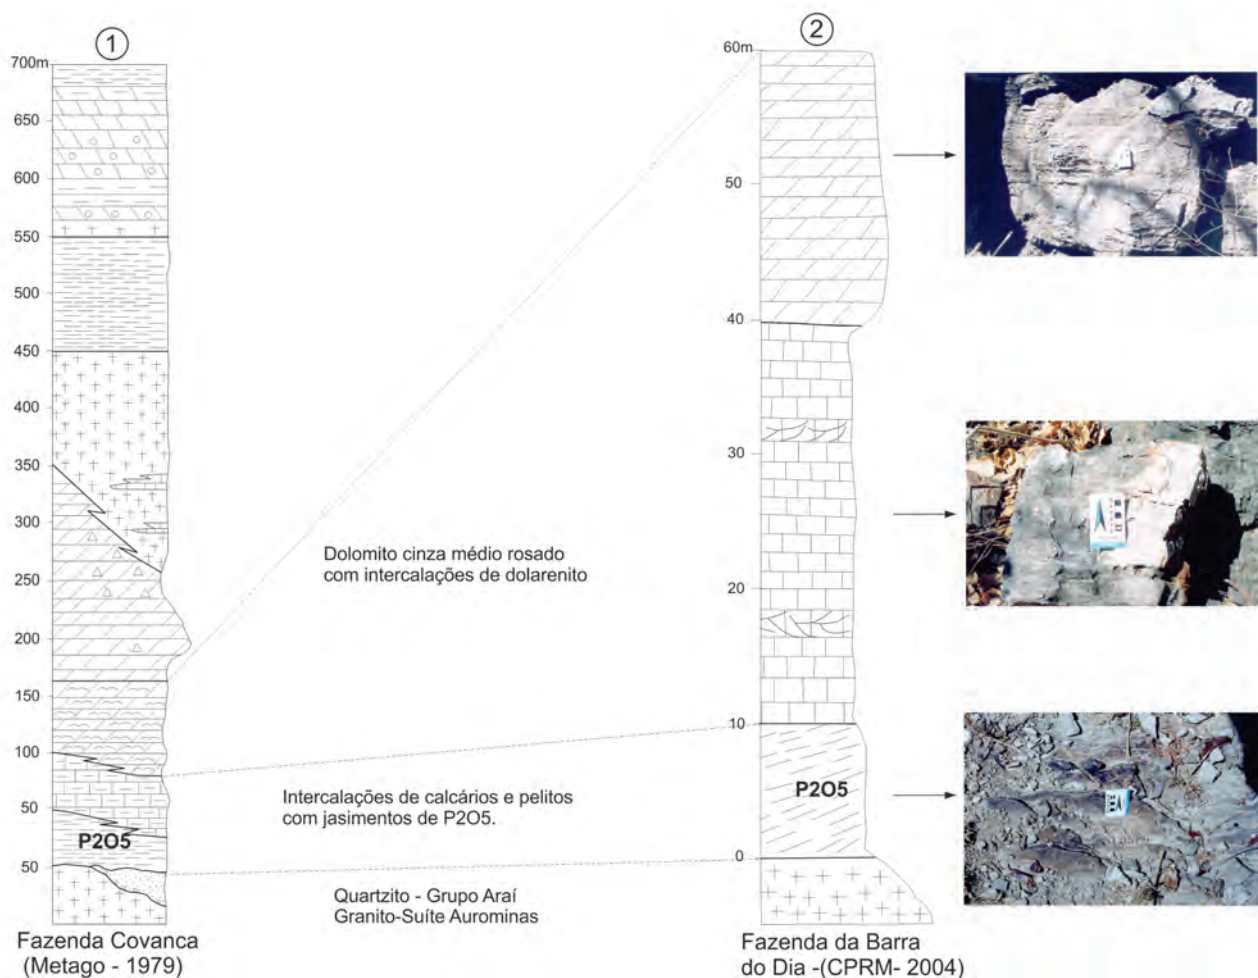 1
700m
650
600
550
500
450
350
300
250
200
150
100
50
P2O5
50
Fazenda Covanca
(Metago - 1979)
Dolomito cinza médio rosado
com intercalações de dolarenito
Intercalações de calcários e pelitos
com jasimentos de P2O5.
Quartzito - Grupo Araí
Granito-Suíte Aurominas
2
60m
50
40
30
20
10
P2O5
0
Fazenda da Barra
do Dia -(CPRM- 2004)